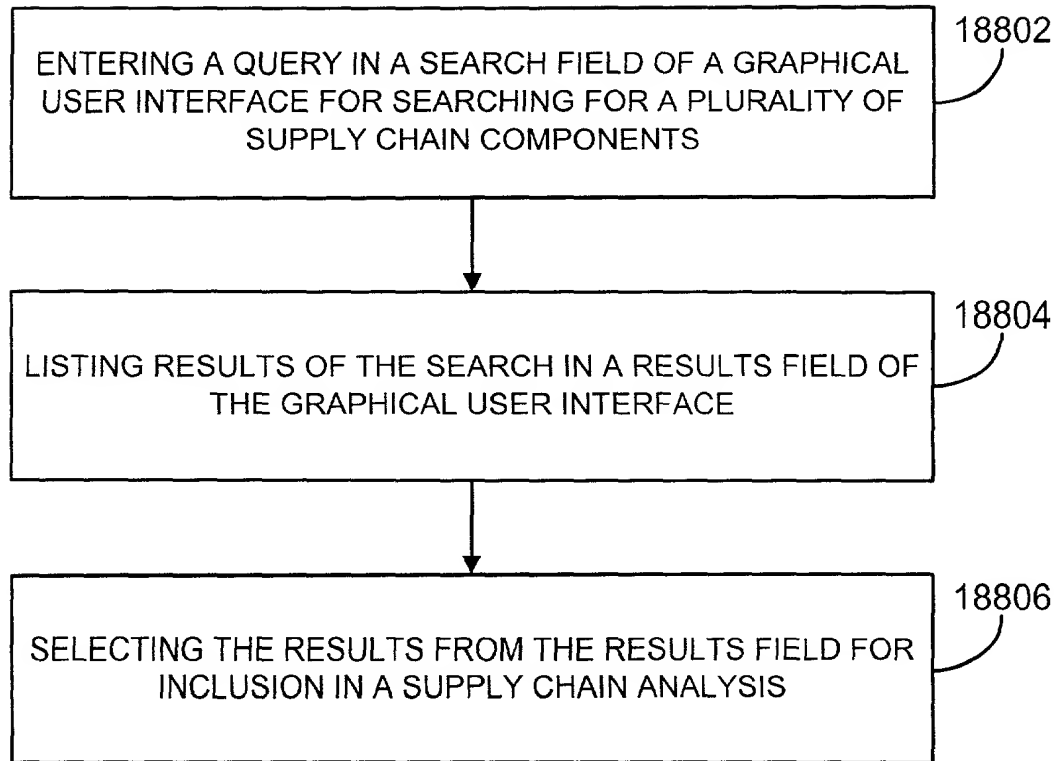 18802
ENTERING A QUERY IN A SEARCH FIELD OF A GRAPHICAL
USER INTERFACE FOR SEARCHING FOR A PLURALITY OF
SUPPLY CHAIN COMPONENTS
18804
LISTING RESULTS OF THE SEARCH IN A RESULTS FIELD OF
THE GRAPHICAL USER INTERFACE
18806
SELECTING THE RESULTS FROM THE RESULTS FIELD FOR
INCLUSION IN A SUPPLY CHAIN ANALYSIS